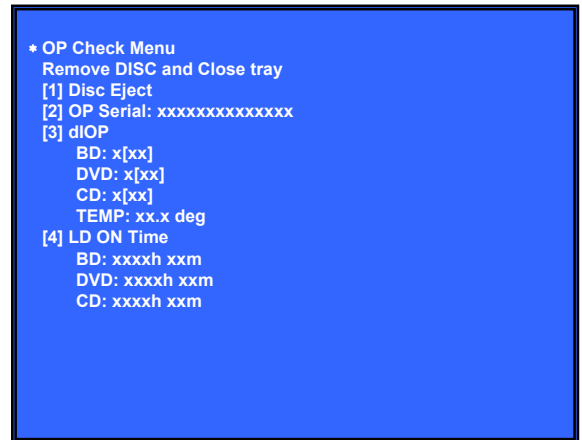 * OP Check Menu
Remove DISC and Close tray
[1] Disc Eject
[2] OP Serial: xxxxxxxxxxxxxx
[3] dIOP
BD: x[xx]
DVD: x[xx]
CD: x[xx]
TEMP: xx.x deg
[4] LD ON Time
BD: xxxxh xxm
DVD: xxxxh xxm
CD: xxxxh xxm